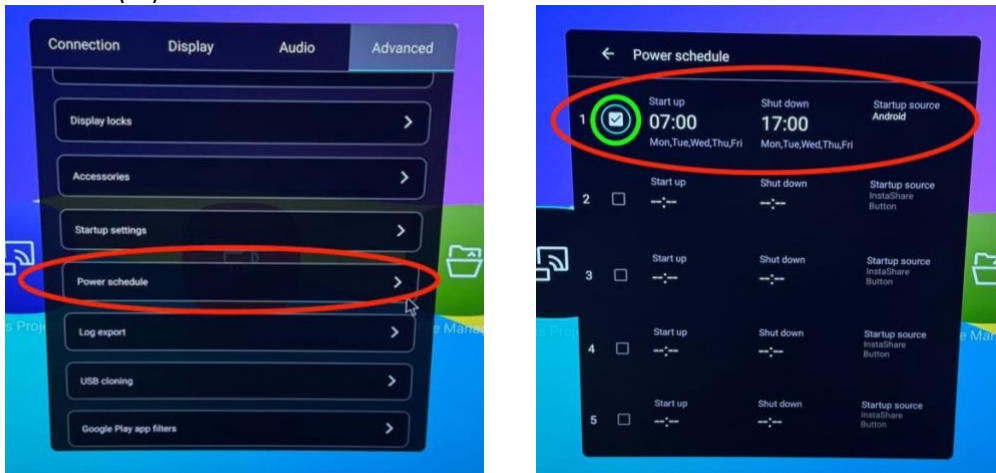 Connection Display Audio Advanced
Display locks
Accessories
Startup settings
Power schedule
Log export
USB cloning
Google Play app filters
e Mana
Power schedule
1 Start up Shut down Startup source
07:00 17:00 Android
Mon,Tue,Wed,Thu,Fri Mon,Tue,Wed,Thu,Fri
2 Start up Shut down Startup source
--:-- --:-- InstaShare
Button
3 Start up Shut down Startup source
--:-- --:-- InstaShare
Button
4 Start up Shut down Startup source
--:-- --:-- InstaShare
Button
e Man
5 Start up Shut down Startup source
--:-- --:-- InstaShare
Button